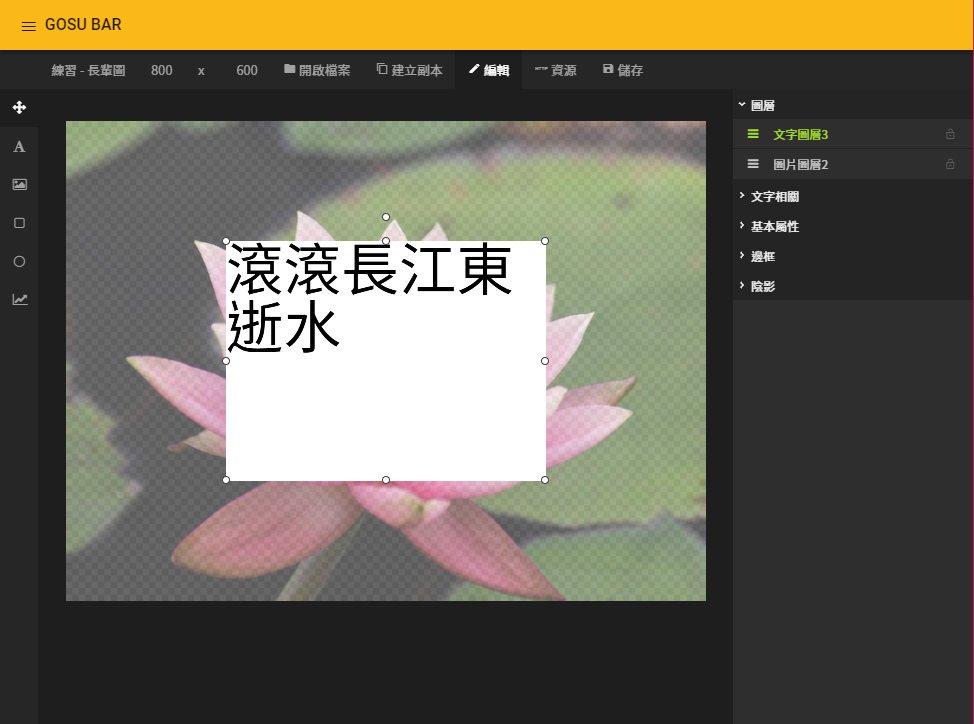 GOSU BAR
練習 - 長輩圖 800 x 600 開啟檔案 建立副本 編輯 HTTP 資源 儲存
A
圖層
文字圖層3
圖片圖層2
文字相關
基本屬性
邊框
陰影
滾滾長江東
逝水